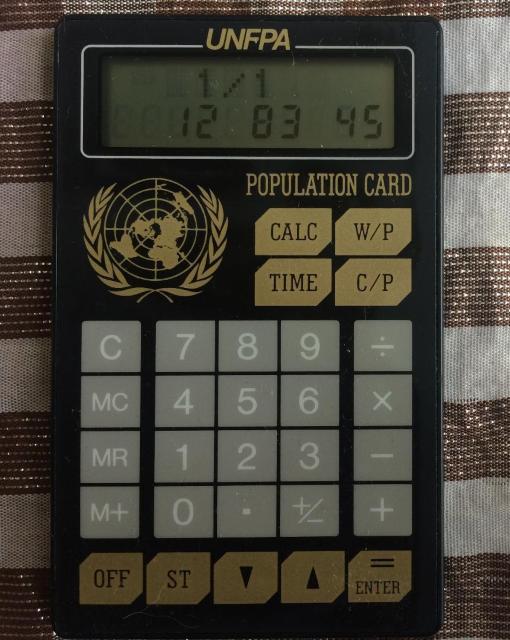 UNFPA
1/1
12 03 45
POPULATION CARD
CALC W/P
TIME C/P
C 7 8 9 ÷
MC 4 5 6 ×
MR 1 2 3 −
M+ 0 . +/− +
OFF ST ▼ ▲ =
ENTER